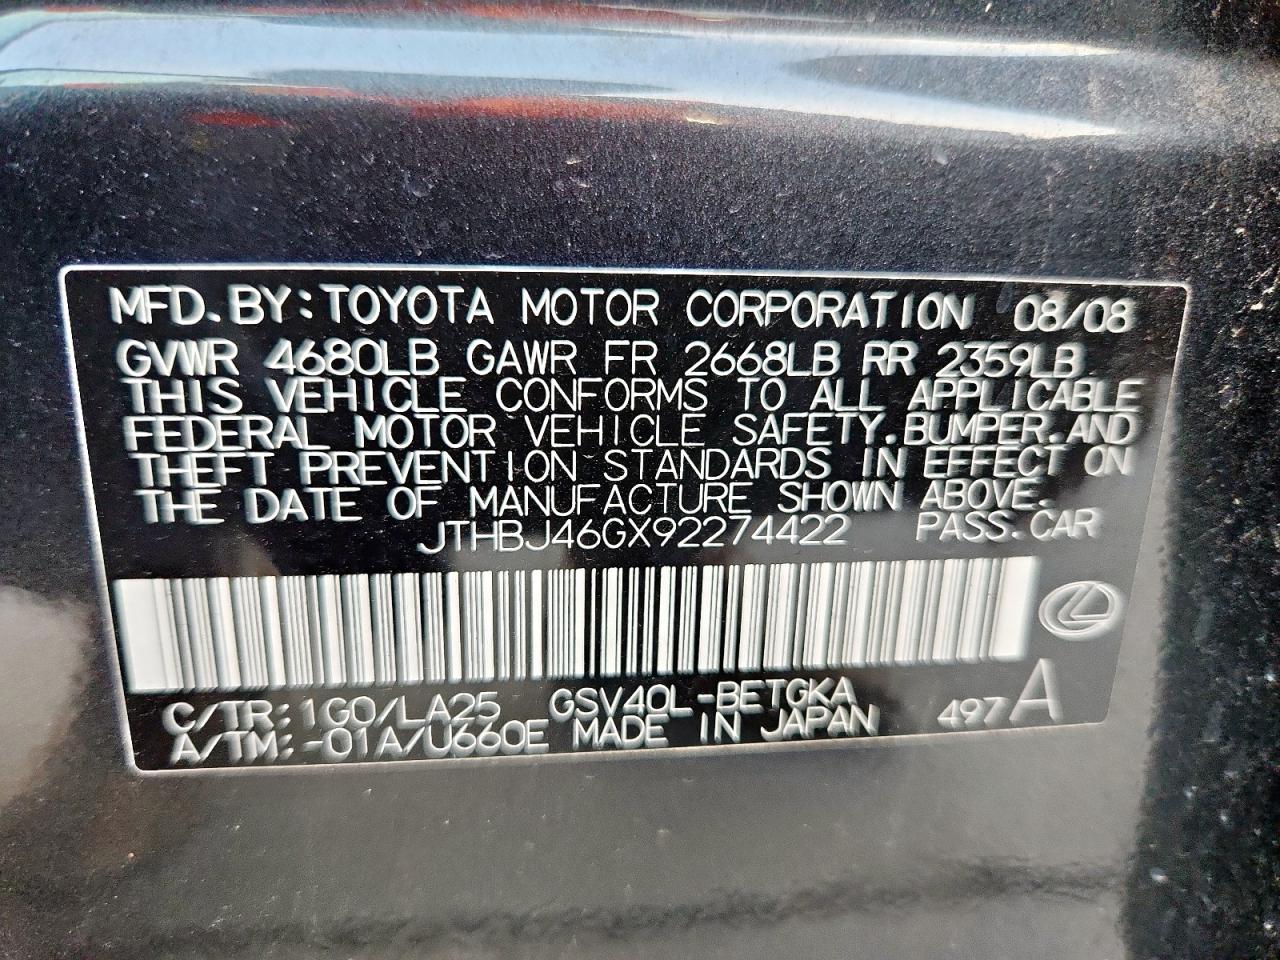 MFD. BY: TOYOTA MOTOR CORPORATION 08/08
GVWR 4680LB GAWR FR 2668LB RR 2359LB
THIS VEHICLE CONFORMS TO ALL APPLICABLE
FEDERAL MOTOR VEHICLE SAFETY, BUMPER, AND
THEFT PREVENTION STANDARDS IN EFFECT ON
THE DATE OF MANUFACTURE SHOWN ABOVE.
JTHBJ46GX92274422 PASS. CAR
C/TR: 1G0/LA25 GSV40L-BETGKA
A/TM: -01A/U660E MADE IN JAPAN 497 A